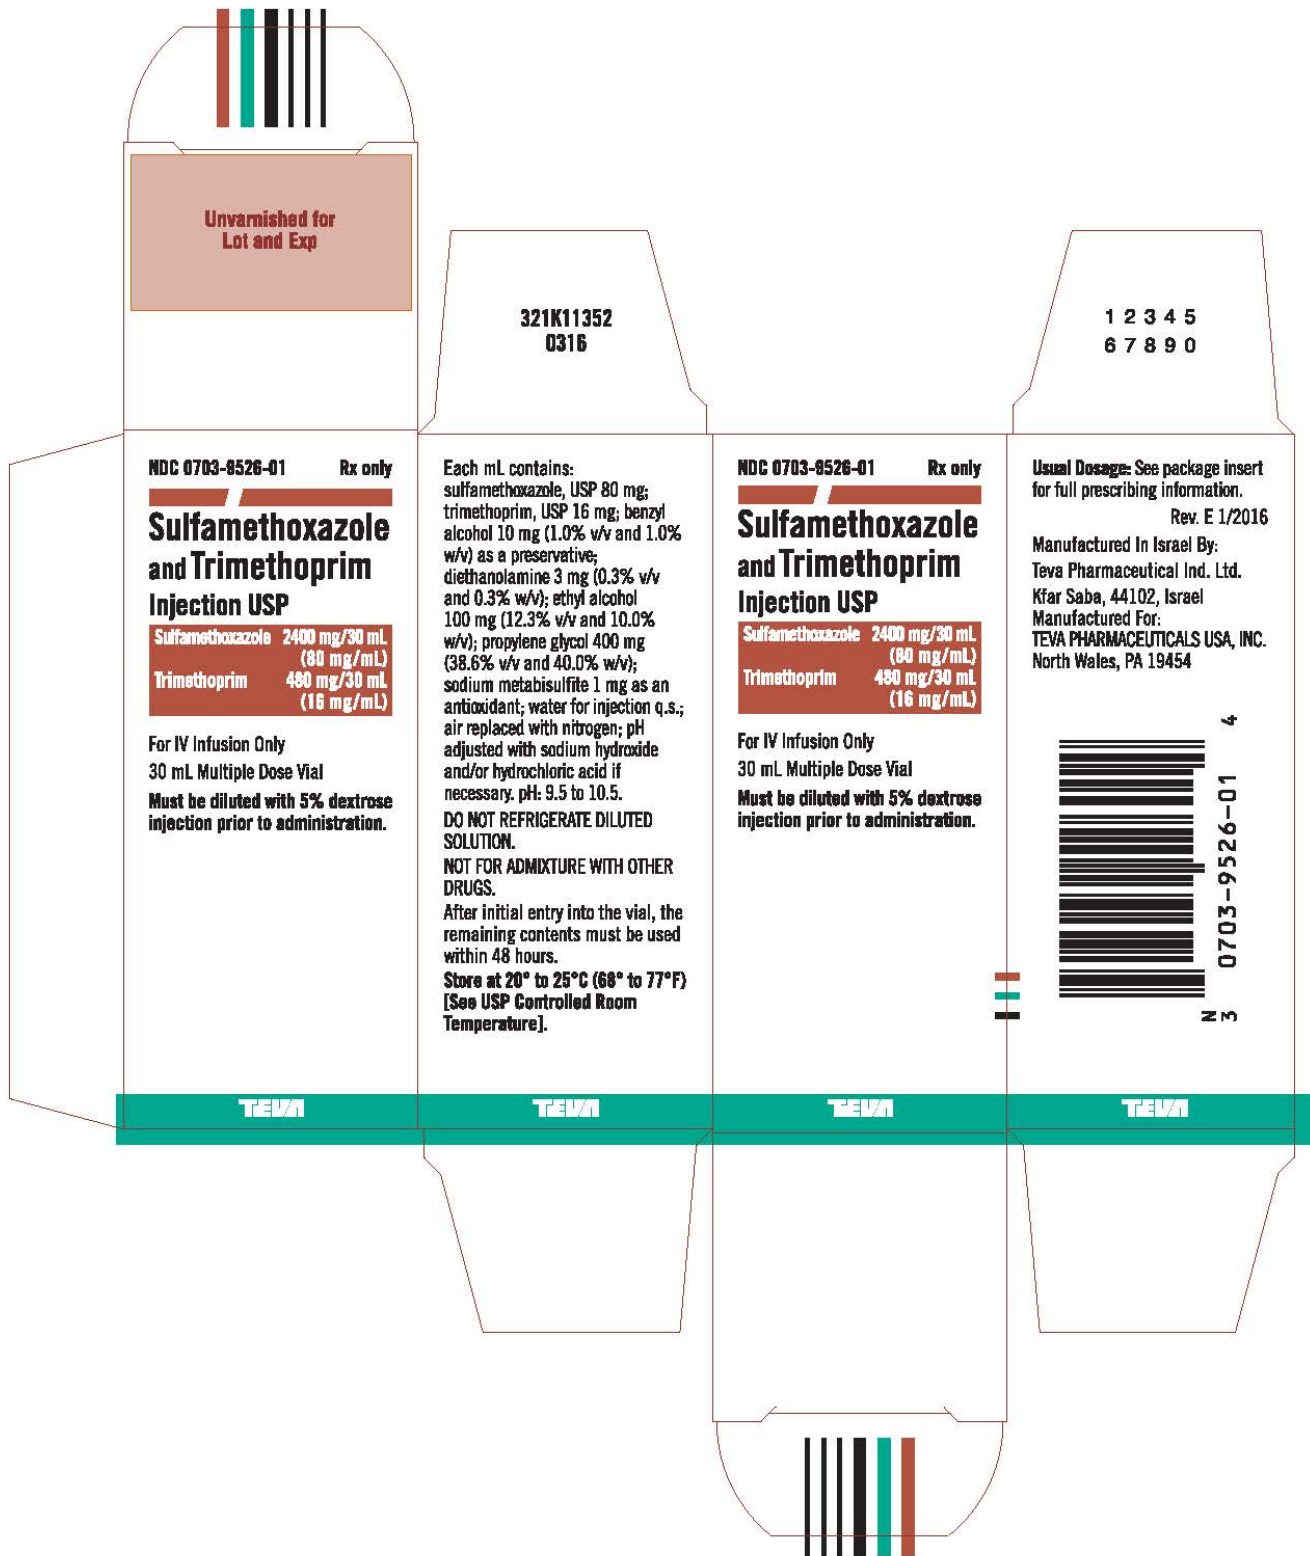 Unvarnished for
Lot and Exp
321K11352
0316
1 2 3 4 5
6 7 8 9 0
NDC 0703-9526-01 Rx only
Sulfamethoxazole
and Trimethoprim
Injection USP
Sulfamethoxazole 2400 mg/30 mL
(80 mg/mL)
Trimethoprim 480 mg/30 mL
(16 mg/mL)
For IV Infusion Only
30 mL Multiple Dose Vial
Must be diluted with 5% dextrose
injection prior to administration.
TEVA
Each mL contains:
sulfamethoxazole, USP 80 mg;
trimethoprim, USP 16 mg; benzyl
alcohol 10 mg (1.0% v/v and 1.0%
w/v) as a preservative;
diethanolamine 3 mg (0.3% v/v
and 0.3% w/v); ethyl alcohol
100 mg (12.3% v/v and 10.0%
w/v); propylene glycol 400 mg
(38.6% v/v and 40.0% w/v);
sodium metabisulfite 1 mg as an
antioxidant; water for injection q.s.;
air replaced with nitrogen; pH
adjusted with sodium hydroxide
and/or hydrochloric acid if
necessary. pH: 9.5 to 10.5.
DO NOT REFRIGERATE DILUTED
SOLUTION.
NOT FOR ADMIXTURE WITH OTHER
DRUGS.
After initial entry into the vial, the
remaining contents must be used
within 48 hours.
Store at 20° to 25°C (68° to 77°F)
[See USP Controlled Room
Temperature].
TEVA
NDC 0703-9526-01 Rx only
Sulfamethoxazole
and Trimethoprim
Injection USP
Sulfamethoxazole 2400 mg/30 mL
(80 mg/mL)
Trimethoprim 480 mg/30 mL
(16 mg/mL)
For IV Infusion Only
30 mL Multiple Dose Vial
Must be diluted with 5% dextrose
injection prior to administration.
TEVA
Usual Dosage: See package insert
for full prescribing information.
Rev. E 1/2016
Manufactured In Israel By:
Teva Pharmaceutical Ind. Ltd.
Kfar Saba, 44102, Israel
Manufactured For:
TEVA PHARMACEUTICALS USA, INC.
North Wales, PA 19454
N
3 0703-9526-01 4
TEVA